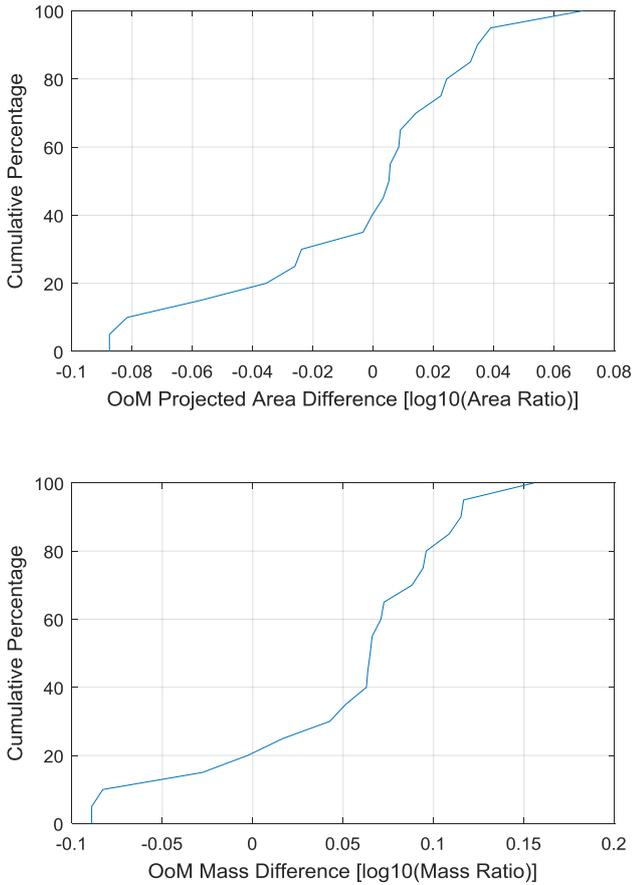 100
80
60
40
20
0
Cumulative Percentage
-0.1 -0.08 -0.06 -0.04 -0.02 0 0.02 0.04 0.06 0.08
OoM Projected Area Difference [log10(Area Ratio)]
100
80
60
40
20
0
Cumulative Percentage
-0.1 -0.05 0 0.05 0.1 0.15 0.2
OoM Mass Difference [log10(Mass Ratio)]